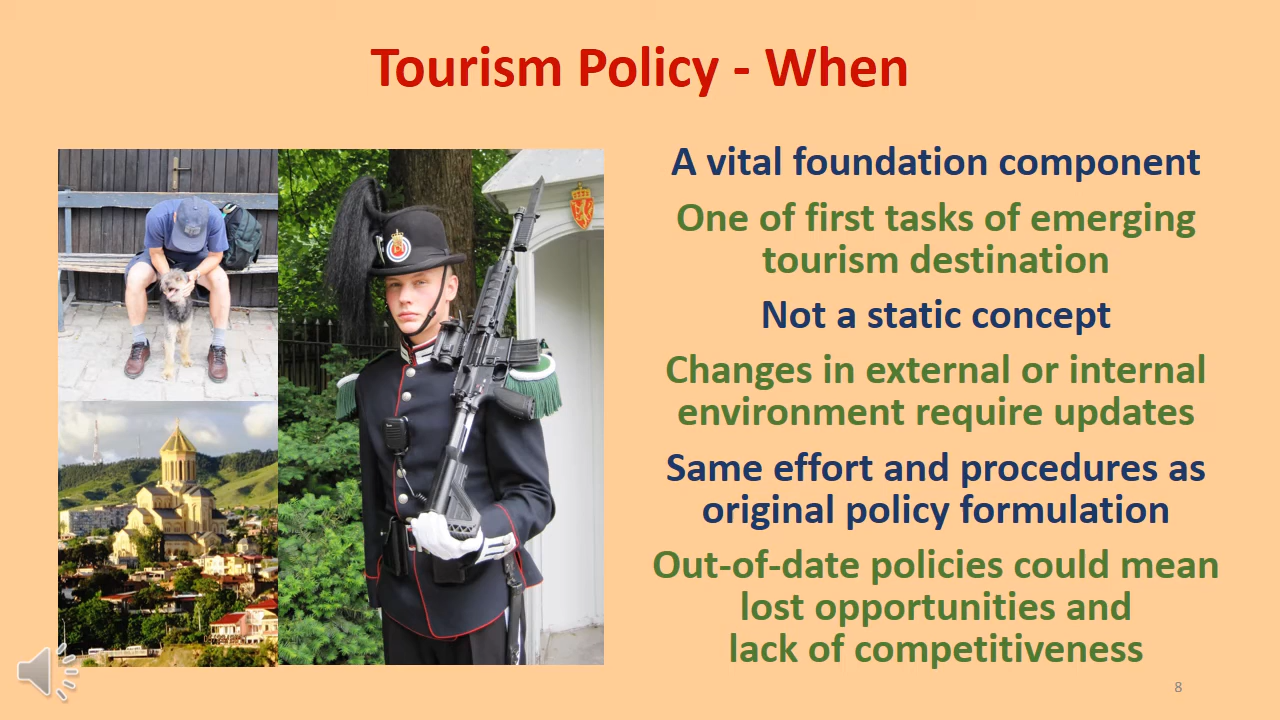 Tourism Policy - When
A vital foundation component
One of first tasks of emerging
tourism destination
Not a static concept
Changes in external or internal
environment require updates
Same effort and procedures as
original policy formulation
Out-of-date policies could mean
lost opportunities and
lack of competitiveness
8